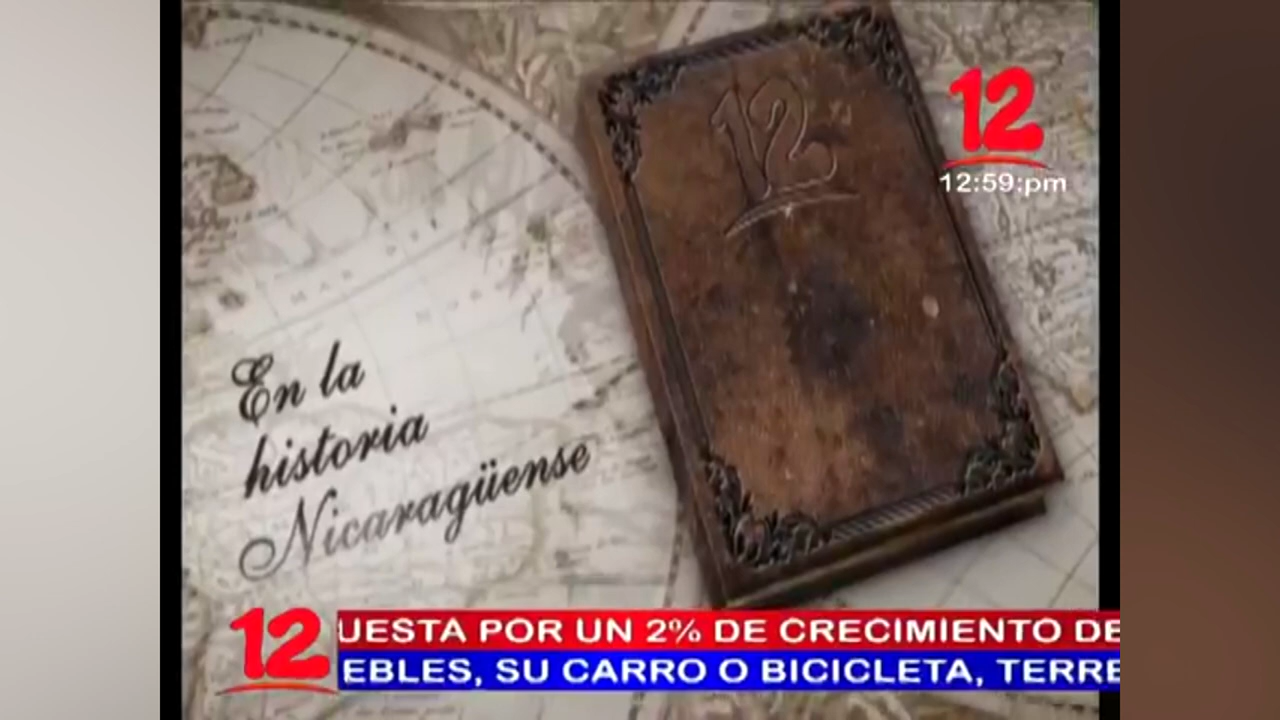 12
12
12:59:pm
En la
historia
Nicaragüense
12
UESTA POR UN 2% DE CRECIMIENTO DE
EBLES, SU CARRO O BICICLETA, TERRE